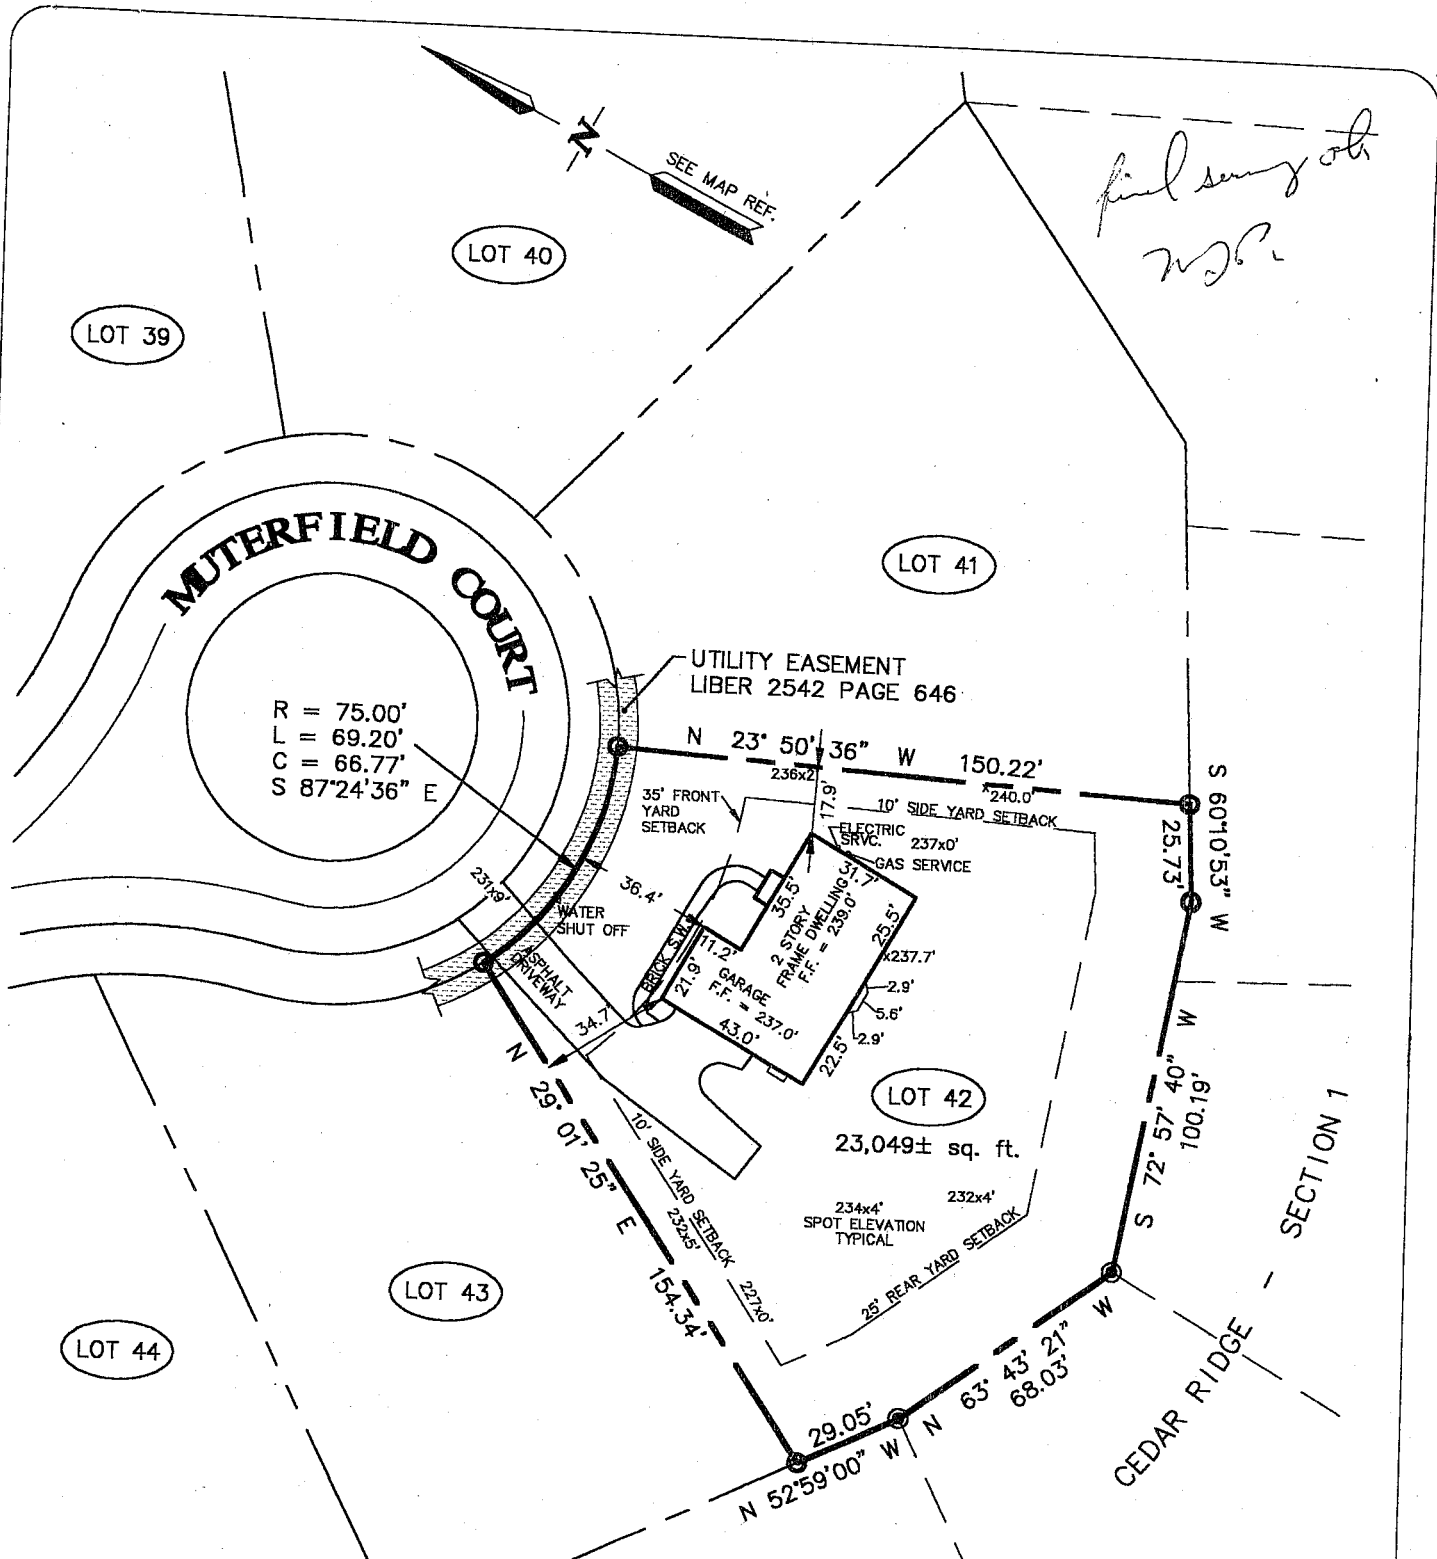 N
SEE MAP REF.
final survey ok
LOT 40
LOT 39
LOT 41
MUTERFIELD COURT
UTILITY EASEMENT
LIBER 2542 PAGE 646
R = 75.00'
L = 69.20'
C = 66.77'
S 87°24'36" E
N 23° 50' 36" W 150.22'
236x2'
240.0'
17.9'
10' SIDE YARD SETBACK
35' FRONT
YARD
SETBACK
ELECTRIC
SRVC.
237x0'
GAS SERVICE
S 60°10'53" W
25.73'
231x9'
36.4'
WATER
SHUT OFF
ASPHALT
DRIVEWAY
BRICK S.W.
11.2'
21.9'
35.5'
31.7'
25.5'
2 STORY
FRAME DWELLING
F.F. = 239.0'
GARAGE
F.F. = 237.0'
43.0'
34.7'
22.5'
x237.7'
2.9'
5.6'
2.9'
LOT 42
23,049± sq. ft.
S 72° 57' 40" W
100.19'
N 29° 01' 25" E
154.34'
10' SIDE YARD SETBACK
232x5'
227x0'
234x4'
SPOT ELEVATION
TYPICAL
232x4'
25' REAR YARD SETBACK
LOT 43
LOT 44
N 63° 43' 21" W
68.03'
29.05'
N 52°59'00" W
CEDAR RIDGE - SECTION 1